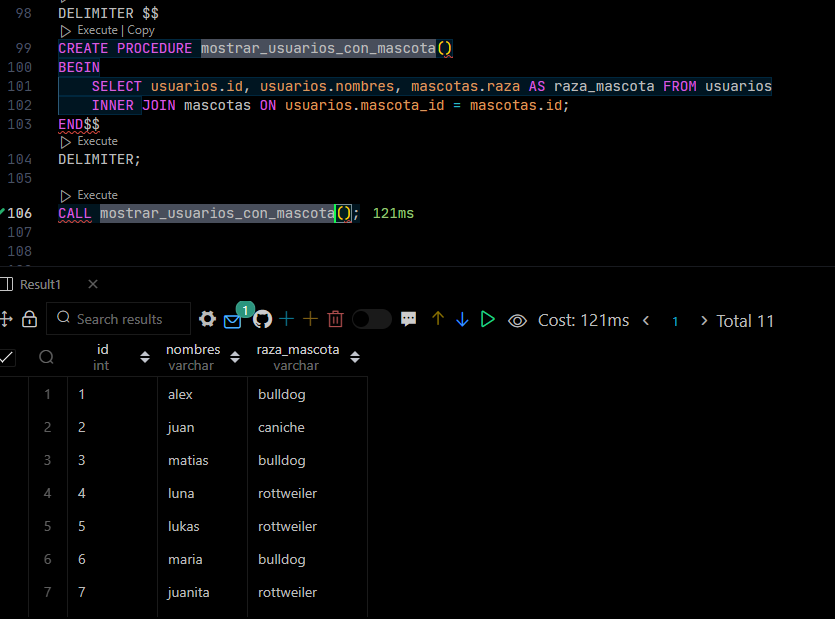 98 DELIMITER $$
Execute | Copy
99 CREATE PROCEDURE mostrar_usuarios_con_mascota()
100 BEGIN
101 SELECT usuarios.id, usuarios.nombres, mascotas.raza AS raza_mascota FROM usuarios
102 INNER JOIN mascotas ON usuarios.mascota_id = mascotas.id;
103 END$$
Execute
104 DELIMITER;
105
Execute
106 CALL mostrar_usuarios_con_mascota(); 121ms
107
108
Result1
1
Search results Cost: 121ms 1 Total 11
id nombres raza_mascota
int varchar varchar
1 1 alex bulldog
2 2 juan caniche
3 3 matias bulldog
4 4 luna rottweiler
5 5 lukas rottweiler
6 6 maria bulldog
7 7 juanita rottweiler